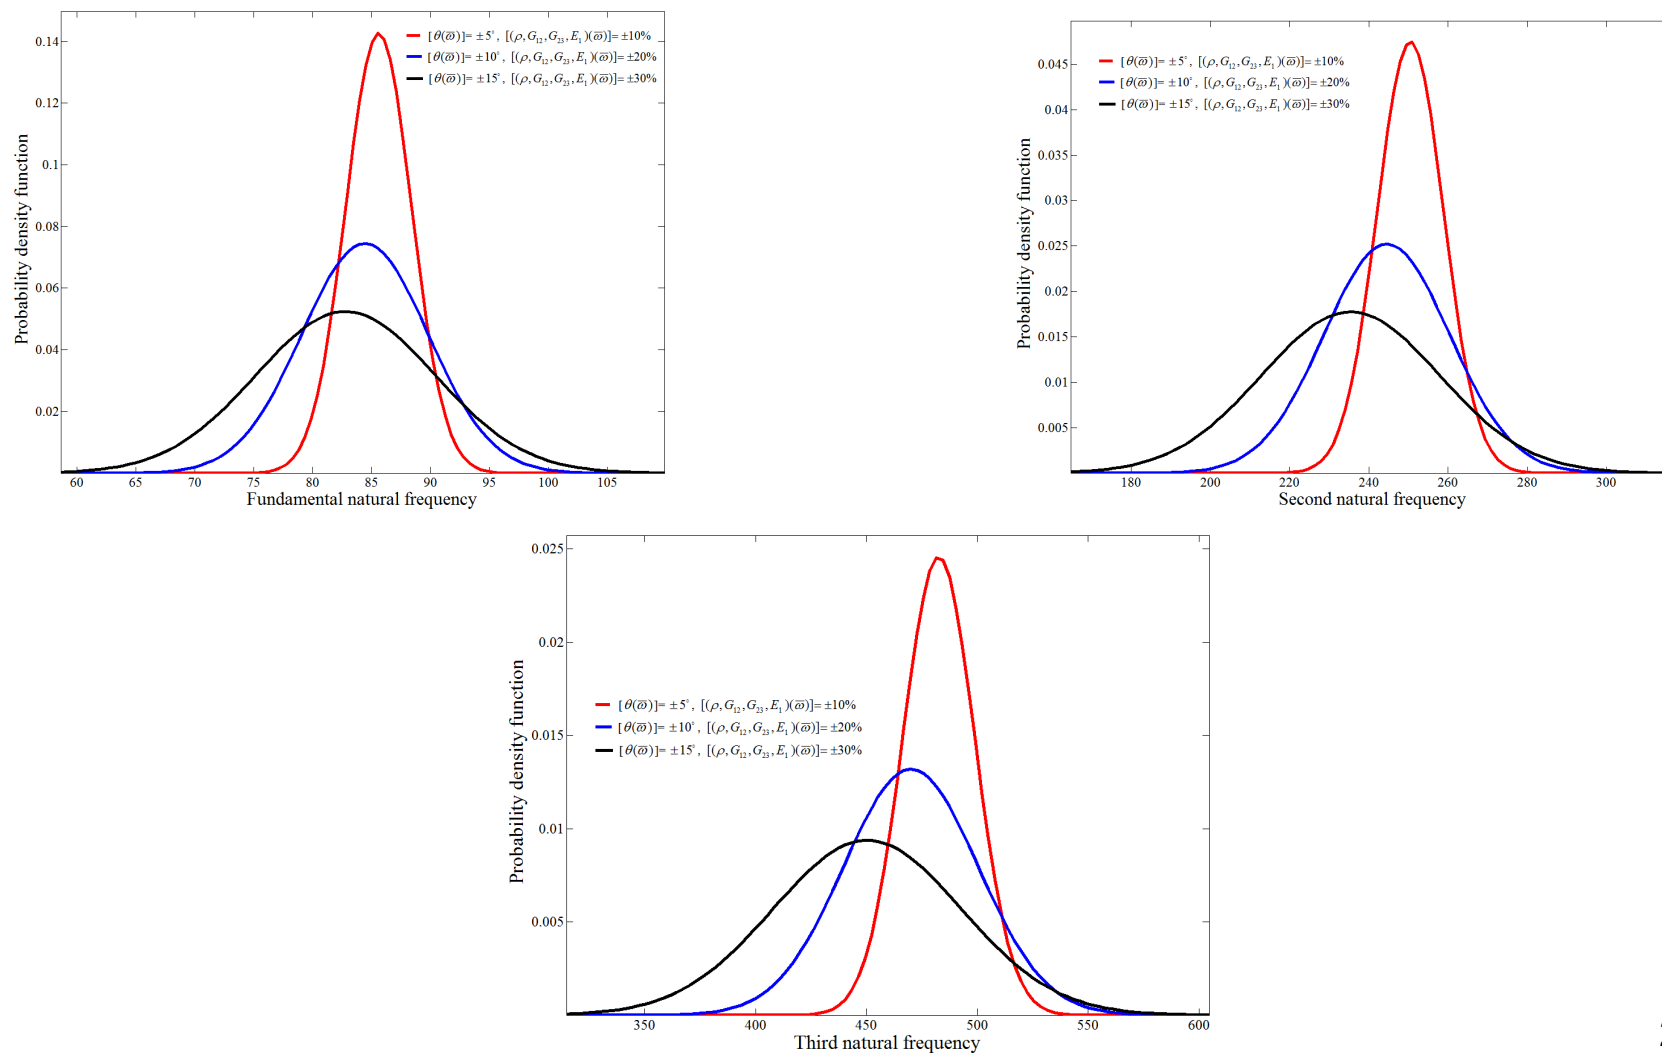 0.14
0.12
0.1
0.08
0.06
0.04
0.02
Probability density function
[θ(ϖ)]= ±5°, [(ρ,G12,G23,E1)(ϖ)]=±10%
[θ(ϖ)]= ±10°, [(ρ,G12,G23,E1)(ϖ)]=±20%
[θ(ϖ)]= ±15°, [(ρ,G12,G23,E1)(ϖ)]=±30%
60 65 70 75 80 85 90 95 100 105
Fundamental natural frequency
0.045
0.04
0.035
0.03
0.025
0.02
0.015
0.01
0.005
Probability density function
[θ(ϖ)]= ±5°, [(ρ,G12,G23,E1)(ϖ)]=±10%
[θ(ϖ)]= ±10°, [(ρ,G12,G23,E1)(ϖ)]=±20%
[θ(ϖ)]= ±15°, [(ρ,G12,G23,E1)(ϖ)]=±30%
180 200 220 240 260 280 300
Second natural frequency
0.025
0.02
0.015
0.01
0.005
Probability density function
[θ(ϖ)]= ±5°, [(ρ,G12,G23,E1)(ϖ)]=±10%
[θ(ϖ)]= ±10°, [(ρ,G12,G23,E1)(ϖ)]=±20%
[θ(ϖ)]= ±15°, [(ρ,G12,G23,E1)(ϖ)]=±30%
350 400 450 500 550 600
Third natural frequency